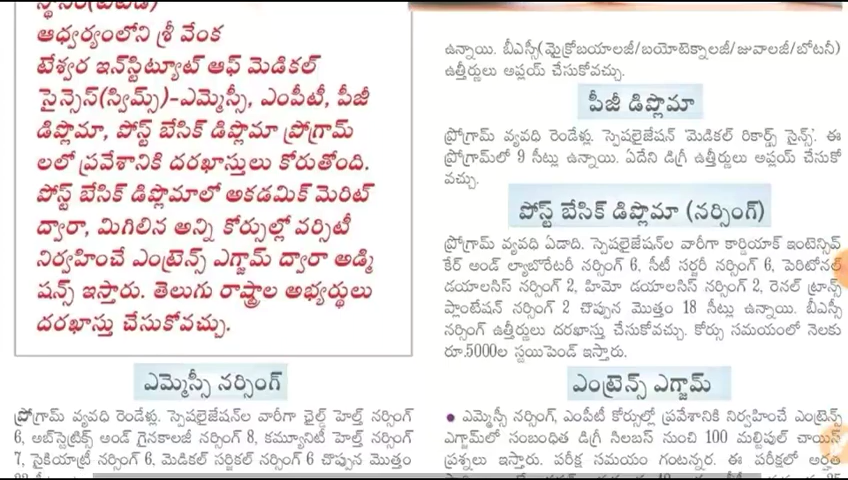 ఆధ్వర్యంలోని శ్రీ వేంక
టేశ్వర ఇన్‌స్టిట్యూట్ ఆఫ్ మెడికల్
సైన్సెస్(స్విమ్స్)-ఎమ్మెస్సీ, ఎంపీటీ, పీజీ
డిప్లొమా, పోస్ట్ బేసిక్ డిప్లొమా ప్రోగ్రామ్
లలో ప్రవేశానికి దరఖాస్తులు కోరుతోంది.
పోస్ట్ బేసిక్ డిప్లొమాలో అకడమిక్ మెరిట్
ద్వారా, మిగిలిన అన్ని కోర్సుల్లో వర్సిటీ
నిర్వహించే ఎంట్రెన్స్ ఎగ్జామ్ ద్వారా అడ్మి
షన్స్ ఇస్తారు. తెలుగు రాష్ట్రాల అభ్యర్థులు
దరఖాస్తు చేసుకోవచ్చు.
ఎమ్మెస్సీ నర్సింగ్
ప్రోగ్రామ్ వ్యవధి రెండేళ్లు. స్పెషలైజేషన్‌ల వారీగా ఛైల్డ్ హెల్త్ నర్సింగ్
6, అబ్‌స్టెట్రిక్స్ అండ్ గైనకాలజీ నర్సింగ్ 8, కమ్యూనిటీ హెల్త్ నర్సింగ్
7, సైకియాట్రీ నర్సింగ్ 6, మెడికల్ సర్జికల్ నర్సింగ్ 6 చొప్పున మొత్తం
ఉన్నాయి. బీఎస్సీ(మైక్రోబయాలజీ/బయోటెక్నాలజీ/జువాలజీ/బోటనీ)
ఉత్తీర్ణులు అప్లయ్ చేసుకోవచ్చు.
పీజీ డిప్లొమా
ప్రోగ్రామ్ వ్యవధి రెండేళ్లు. స్పెషలైజేషన్ 'మెడికల్ రికార్డ్స్ సైన్స్'. ఈ
ప్రోగ్రామ్‌లో 9 సీట్లు ఉన్నాయి. ఏదేని డిగ్రీ ఉత్తీర్ణులు అప్లయ్ చేసుకో
వచ్చు.
పోస్ట్ బేసిక్ డిప్లొమా (నర్సింగ్)
ప్రోగ్రామ్ వ్యవధి ఏడాది. స్పెషలైజేషన్‌ల వారీగా కార్డియాక్ ఇంటెన్సివ్
కేర్ అండ్ ల్యాబొరేటరీ నర్సింగ్ 6, సీటీ సర్జరీ నర్సింగ్ 6, పెరిటోనల్
డయాలసిస్ నర్సింగ్ 2, హిమో డయాలసిస్ నర్సింగ్ 2, రెనల్ ట్రాన్స్
ప్లాంటేషన్ నర్సింగ్ 2 చొప్పున మొత్తం 18 సీట్లు ఉన్నాయి. బీఎస్సీ
నర్సింగ్ ఉత్తీర్ణులు దరఖాస్తు చేసుకోవచ్చు. కోర్సు సమయంలో నెలకు
రూ.5000ల స్టయిపెండ్ ఇస్తారు.
ఎంట్రెన్స్ ఎగ్జామ్
● ఎమ్మెస్సీ నర్సింగ్, ఎంపీటీ కోర్సుల్లో ప్రవేశానికి నిర్వహించే ఎంట్రెన్స్
ఎగ్జామ్‌లో సంబంధిత డిగ్రీ సిలబస్ నుంచి 100 మల్టిపుల్ చాయిస్
ప్రశ్నలు ఇస్తారు. పరీక్ష సమయం గంటన్నర. ఈ పరీక్షలో అర్హత